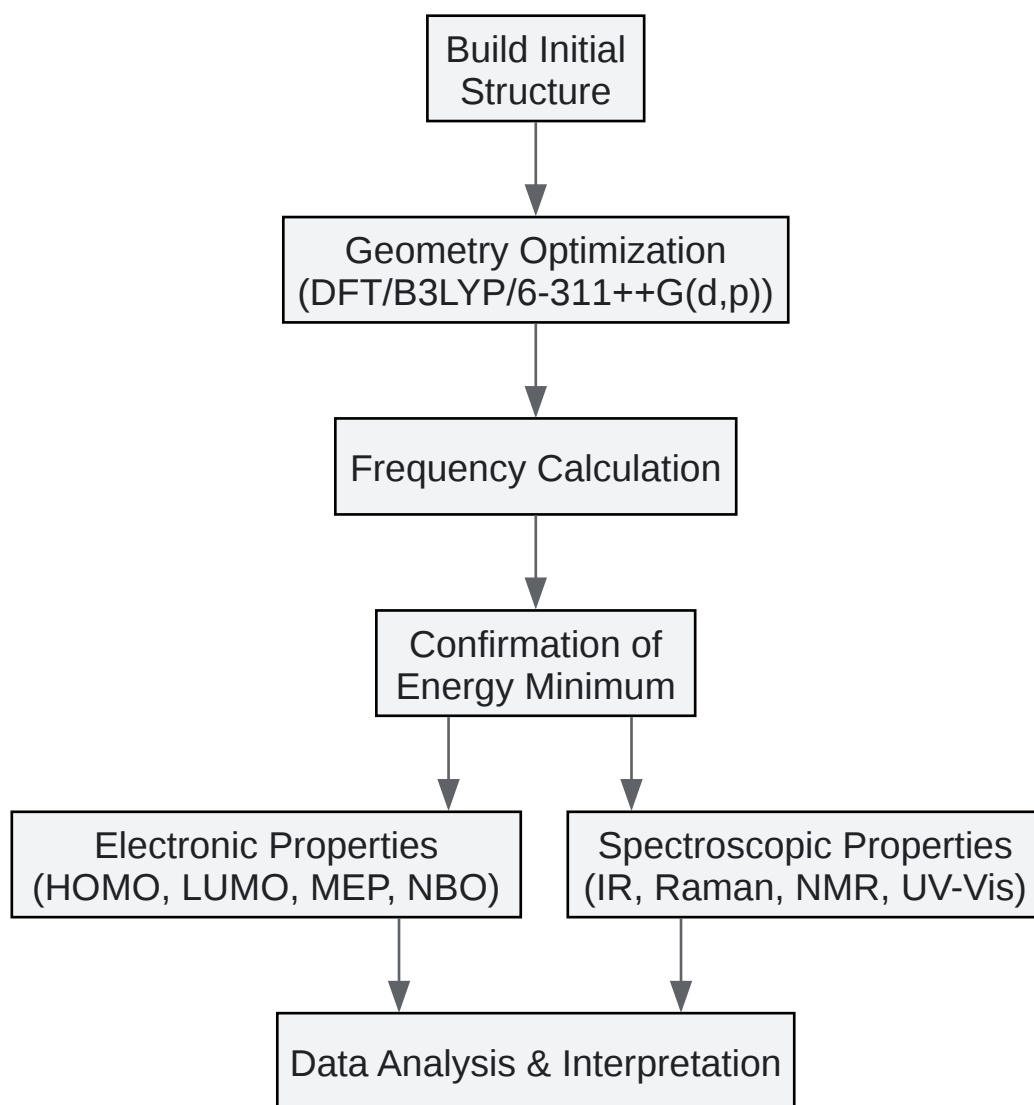 Build Initial
Structure
Geometry Optimization
(DFT/B3LYP/6-311++G(d,p))
Frequency Calculation
Confirmation of
Energy Minimum
Electronic Properties
(HOMO, LUMO, MEP, NBO)
Spectroscopic Properties
(IR, Raman, NMR, UV-Vis)
Data Analysis & Interpretation